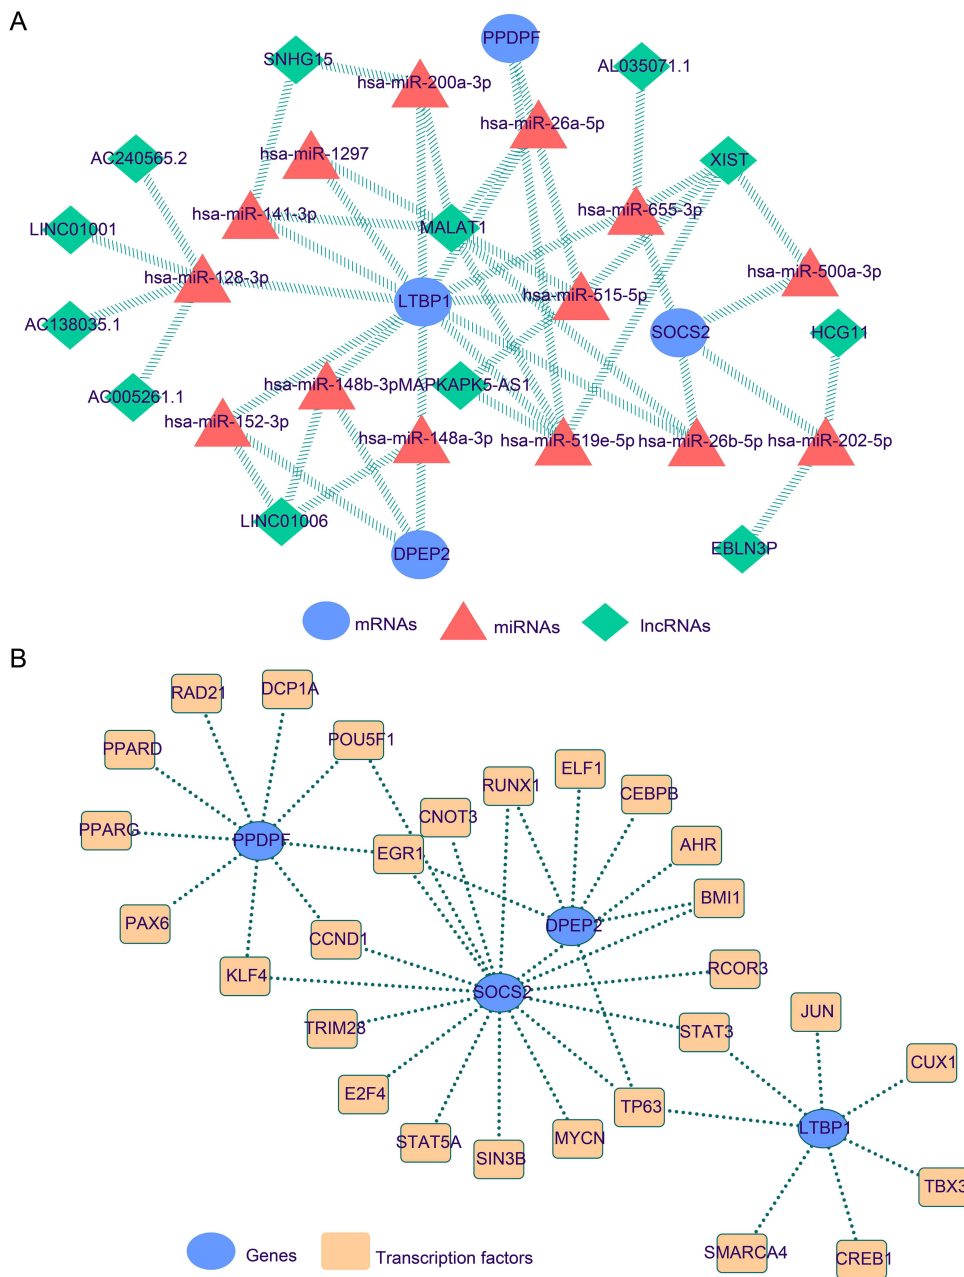 A
PPDPF
SNHG15
AL035071.1
hsa-miR-200a-3p
hsa-miR-26a-5p
hsa-miR-1297
AC240565.2
XIST
hsa-miR-141-3p
hsa-miR-655-3p
LINC01001
MALAT1
hsa-miR-128-3p
hsa-miR-500a-3p
LTBP1
hsa-miR-515-5p
AC138035.1
SOCS2
HCG11
hsa-miR-148b-3p
MAPKAPK5-AS1
AC005261.1
hsa-miR-152-3p
hsa-miR-148a-3p
hsa-miR-519e-5p
hsa-miR-26b-5p
hsa-miR-202-5p
LINC01006
DPEP2
EBLN3P
mRNAs
miRNAs
lncRNAs
B
RAD21
DCP1A
PPARD
POU5F1
ELF1
RUNX1
CEBPB
CNOT3
PPARG
PPDPF
EGR1
AHR
BMI1
PAX6
CCND1
DPEP2
KLF4
RCOR3
SOCS2
TRIM28
STAT3
JUN
CUX1
E2F4
TP63
LTBP1
STAT5A
SIN3B
MYCN
TBX3
SMARCA4
CREB1
Genes
Transcription factors